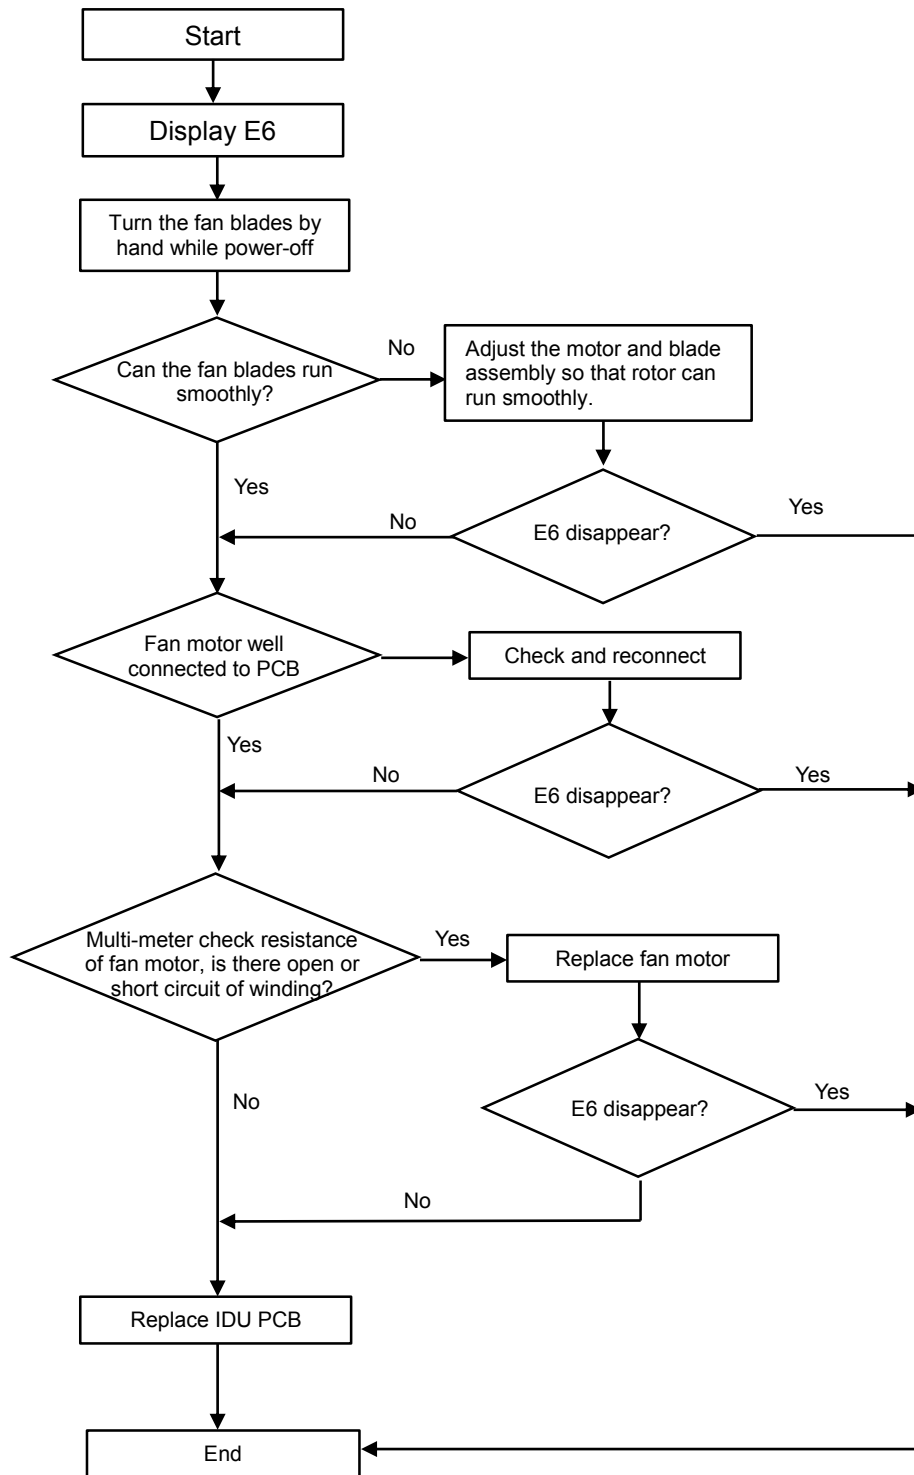 Start
Display E6
Turn the fan blades by
hand while power-off
Can the fan blades run
smoothly?
No
Adjust the motor and blade
assembly so that rotor can
run smoothly.
Yes
No
E6 disappear?
Yes
Fan motor well
connected to PCB
Check and reconnect
Yes
No
E6 disappear?
Yes
Multi-meter check resistance
of fan motor, is there open or
short circuit of winding?
Yes
Replace fan motor
No
E6 disappear?
Yes
No
Replace IDU PCB
End